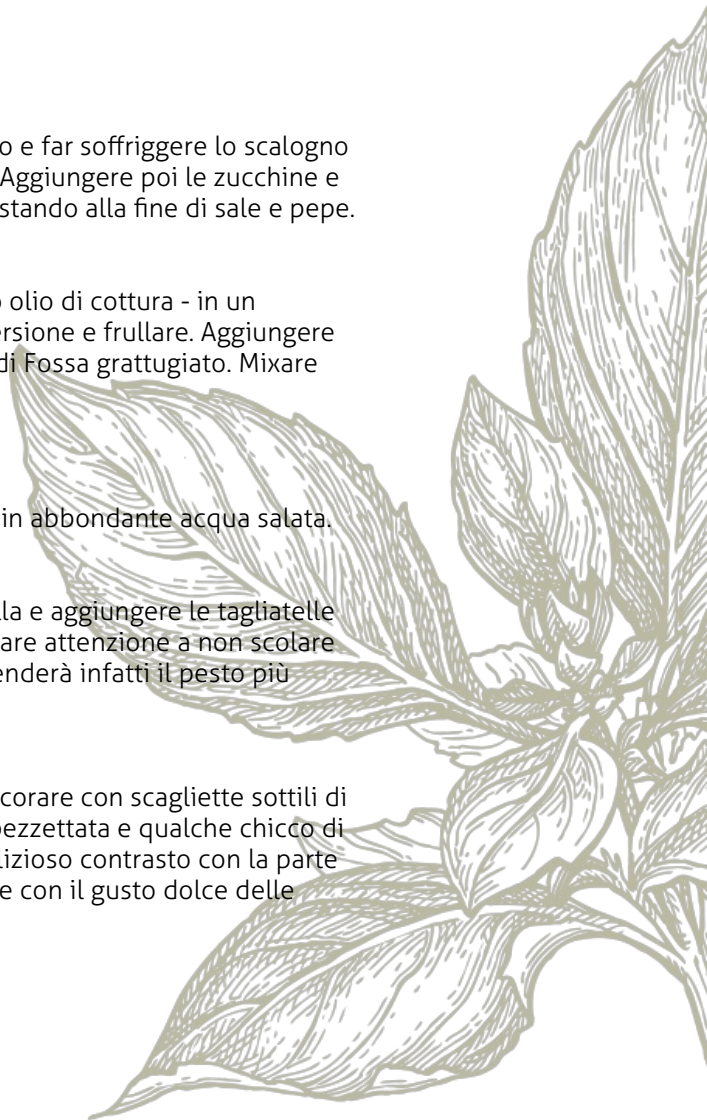 o e far soffriggere lo scalogno
Aggiungere poi le zucchine e
stando alla fine di sale e pepe.
olio di cottura - in un
ersione e frullare. Aggiungere
di Fossa grattugiato. Mixare
in abbondante acqua salata.
lla e aggiungere le tagliatelle
are attenzione a non scolare
enderà infatti il pesto più
corare con scagliette sottili di
pezzettata e qualche chicco di
lizioso contrasto con la parte
e con il gusto dolce delle